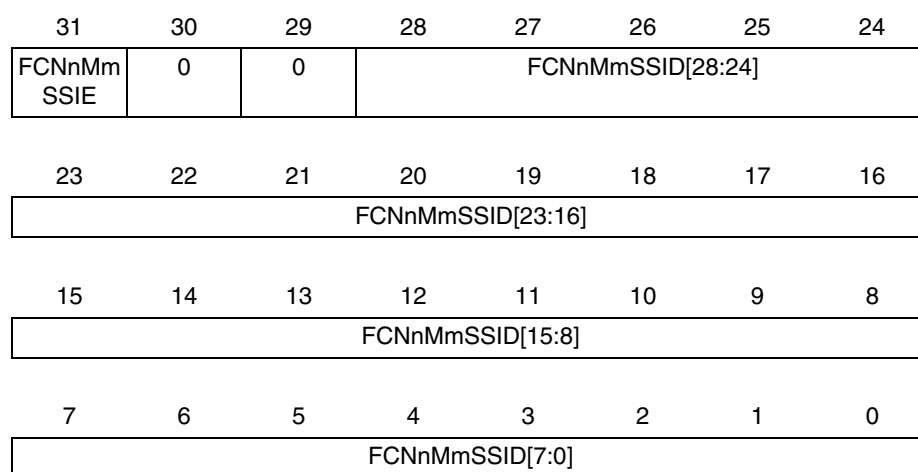 31 30 29 28 27 26 25 24
FCNnMm 0 0 FCNnMmSSID[28:24]
SSIE
23 22 21 20 19 18 17 16
FCNnMmSSID[23:16]
15 14 13 12 11 10 9 8
FCNnMmSSID[15:8]
7 6 5 4 3 2 1 0
FCNnMmSSID[7:0]